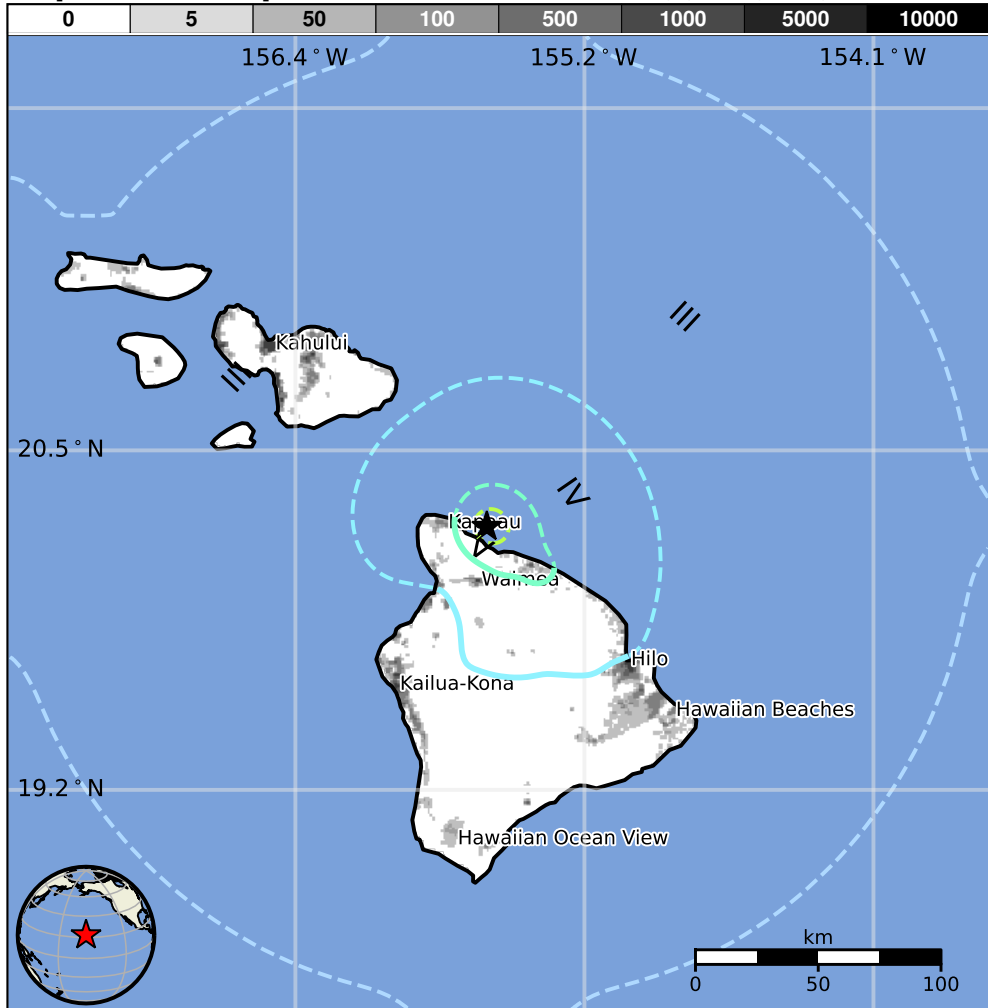 0 5 50 100 500 1000 5000 10000
156.4°W 155.2°W 154.1°W
III
Kahului
III
20.5°N
IV
Kapaau
Waimea
Hilo
Kailua-Kona
Hawaiian Beaches
19.2°N
Hawaiian Ocean View
km
0 50 100